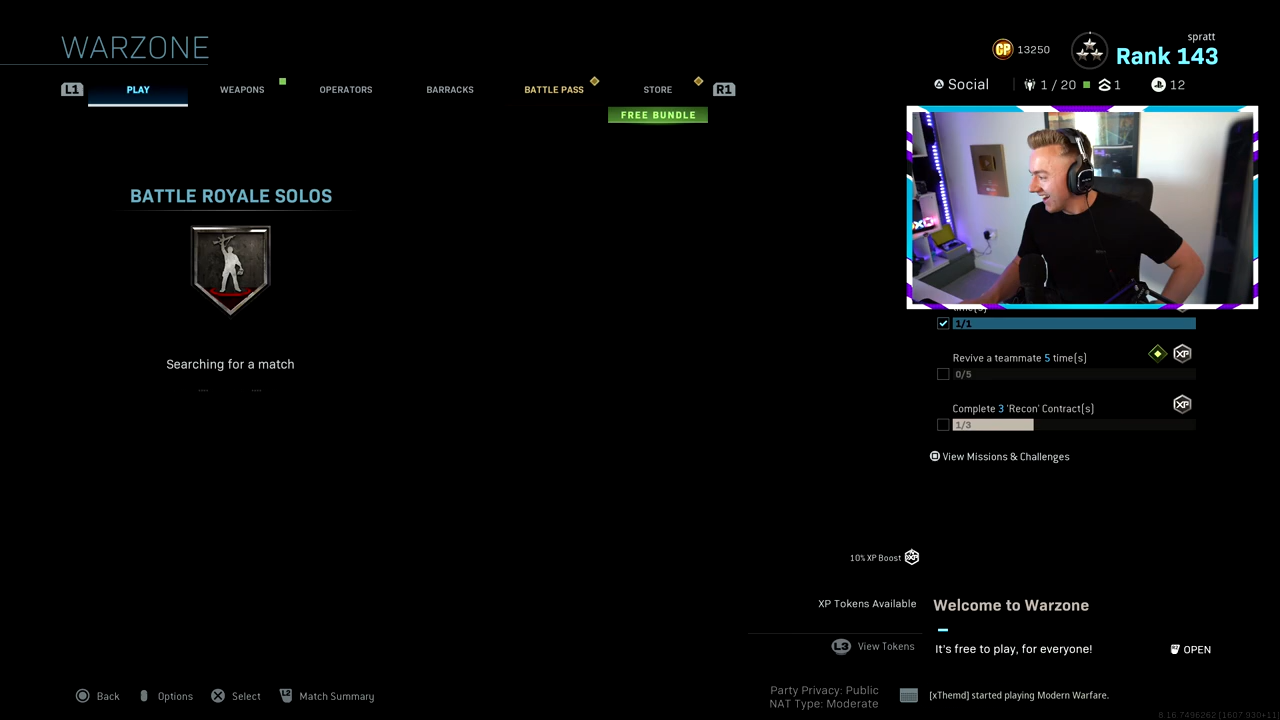 WARZONE
CP 13250
spratt
Rank 143
L1
PLAY
WEAPONS
OPERATORS
BARRACKS
BATTLE PASS
STORE
R1
Social
1 / 20
1
12
FREE BUNDLE
BATTLE ROYALE SOLOS
Searching for a match
1/1
Revive a teammate 5 time(s)
XP
0/5
Complete 3 'Recon' Contract(s)
XP
1/3
View Missions & Challenges
10% XP Boost
XP Tokens Available
L3 View Tokens
Welcome to Warzone
It's free to play, for everyone!
OPEN
Back
Options
Select
Match Summary
Party Privacy: Public
NAT Type: Moderate
[xThemd] started playing Modern Warfare.